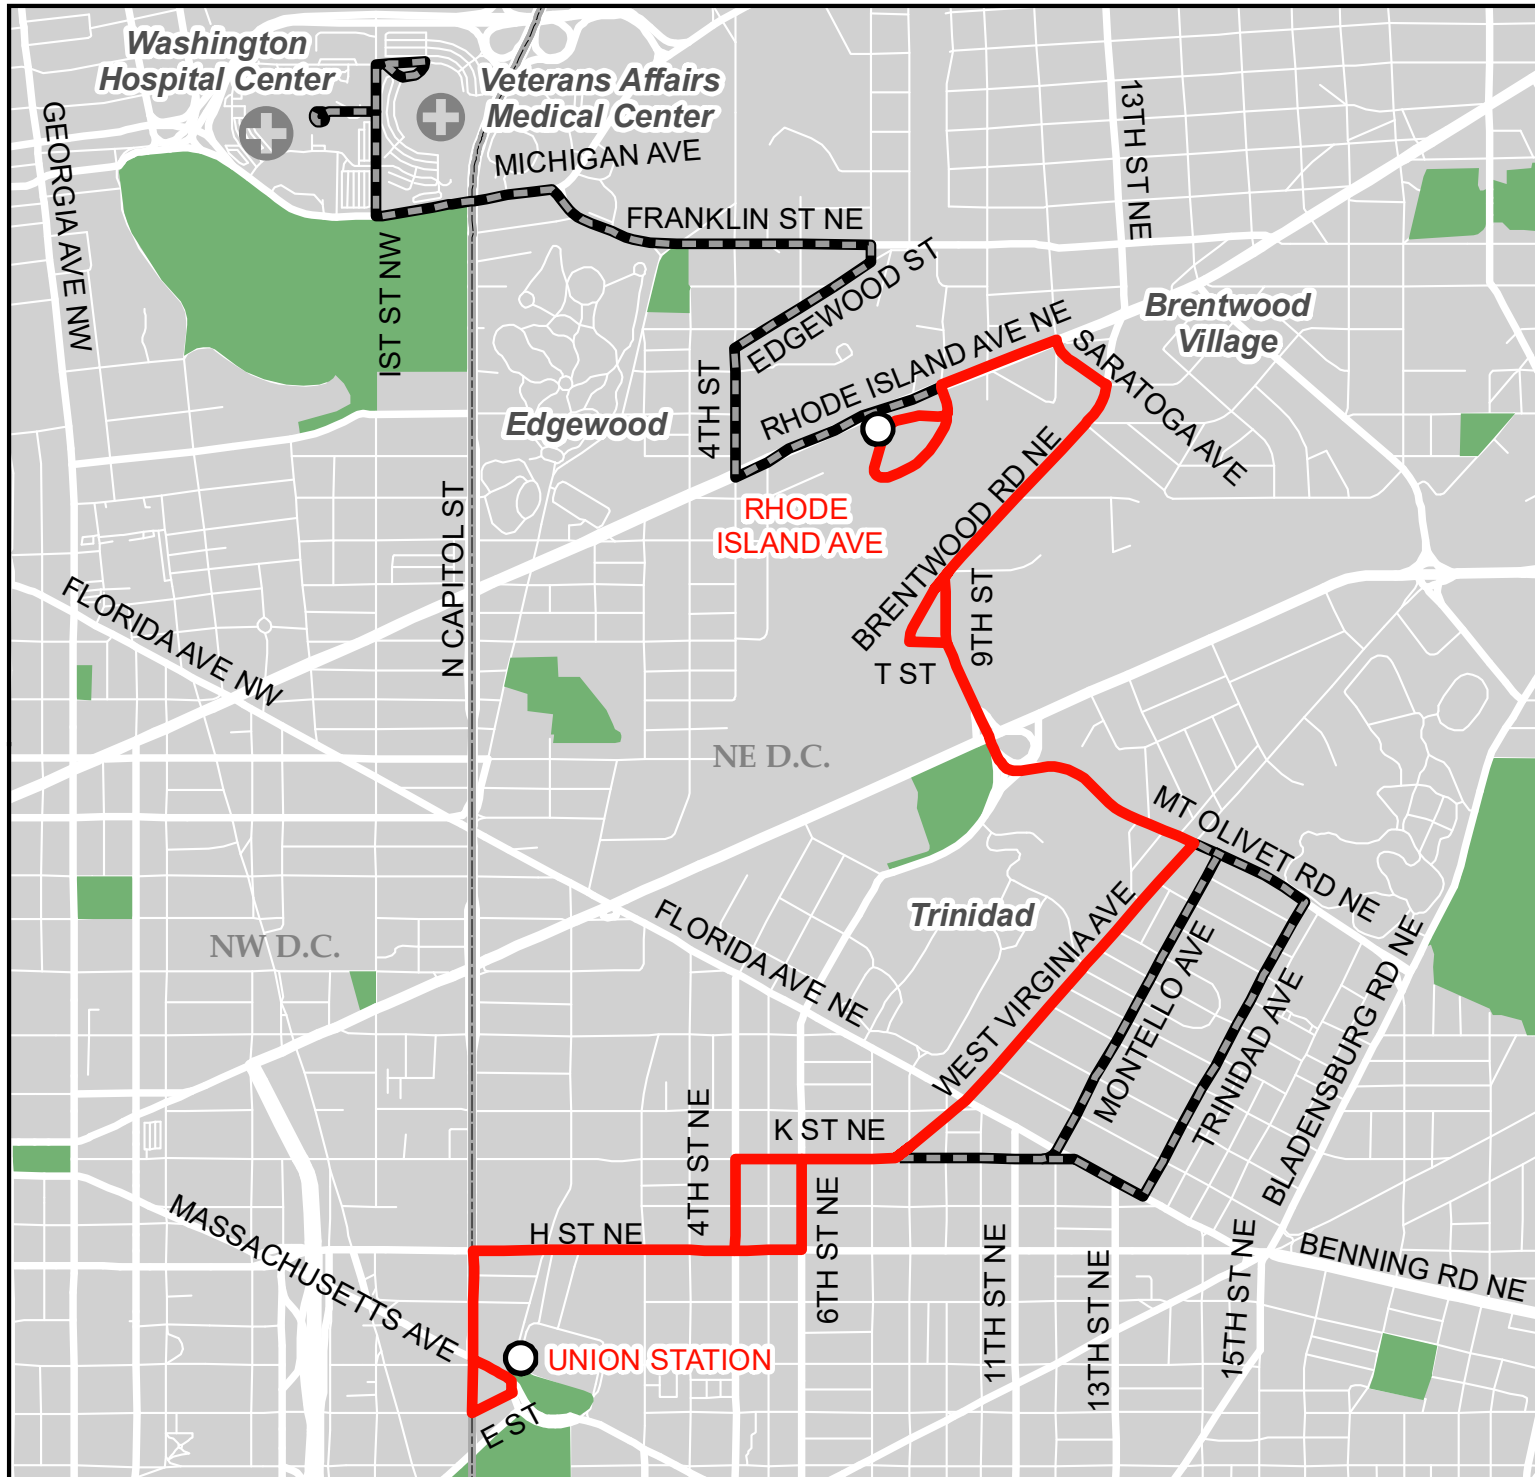 Washington
Hospital Center
Veterans Affairs
Medical Center
MICHIGAN AVE
13TH ST NE
GEORGIA AVE NW
FRANKLIN ST NE
IST ST NW
EDGEWOOD ST
Brentwood
Village
RHODE ISLAND AVE NE
SARATOGA AVE
4TH ST
Edgewood
RHODE
ISLAND AVE
BRENTWOOD RD NE
N CAPITOL ST
FLORIDA AVE NW
9TH ST
T ST
NE D.C.
MT OLIVET RD NE
Trinidad
FLORIDA AVE NE
WEST VIRGINIA AVE
MONTELLO AVE
TRINIDAD AVE
BLADENSBURG RD NE
NW D.C.
K ST NE
4TH ST NE
6TH ST NE
H ST NE
MASSACHUSETTS AVE
11TH ST NE
13TH ST NE
15TH ST NE
BENNING RD NE
UNION STATION
E ST